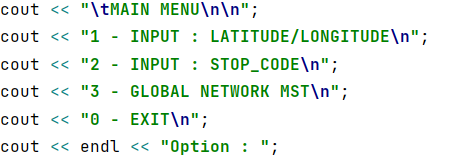 cout << "\tMAIN MENU\n\n";
cout << "1 - INPUT : LATITUDE/LONGITUDE\n";
cout << "2 - INPUT : STOP_CODE\n";
cout << "3 - GLOBAL NETWORK MST\n";
cout << "0 - EXIT\n";
cout << endl << "Option : ";